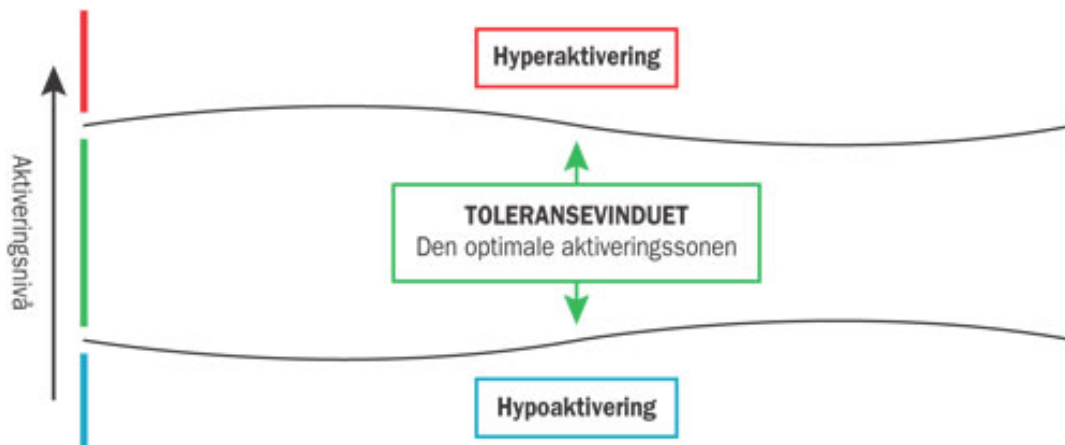 Hyperaktivering
Aktiveringsnivå
TOLERANSEVINDUET
Den optimale aktiveringssonen
Hypoaktivering